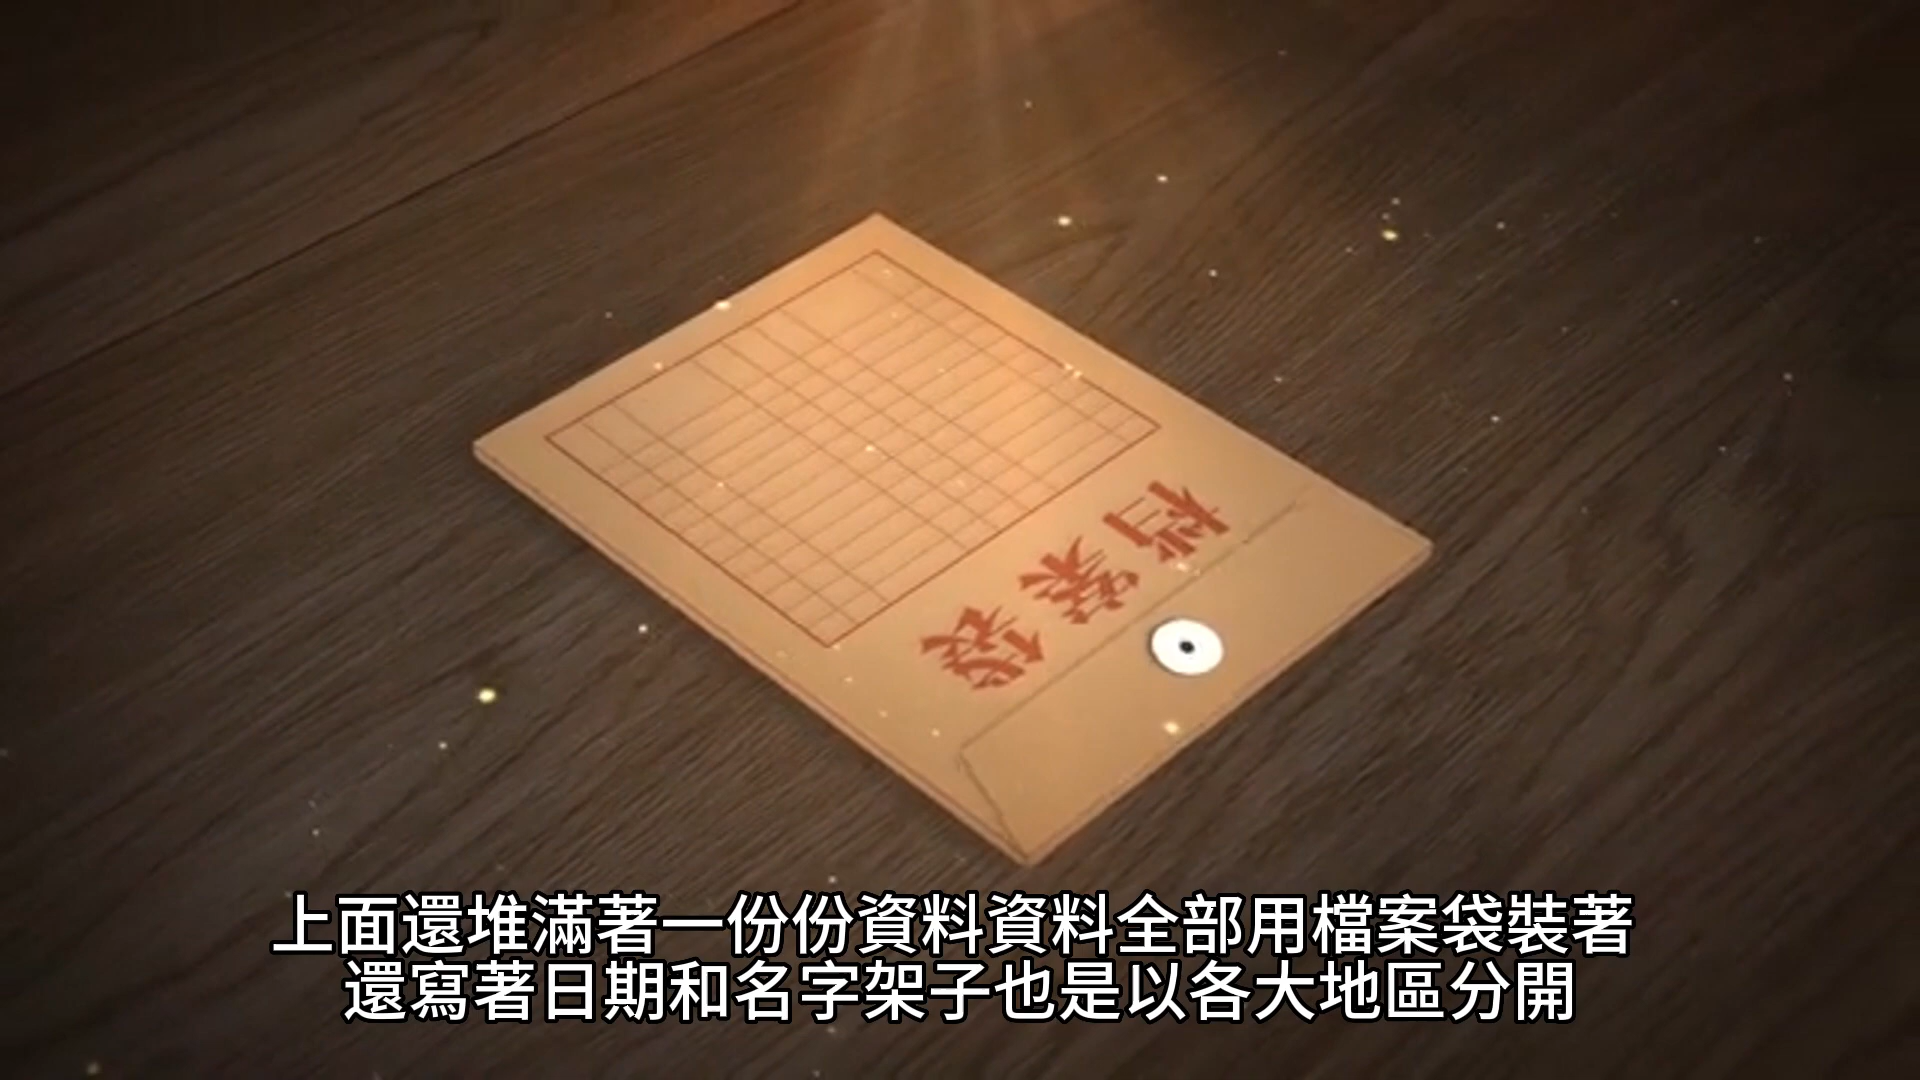 档案袋
上面還堆滿著一份份資料資料全部用檔案袋裝著
還寫著日期和名字架子也是以各大地區分開